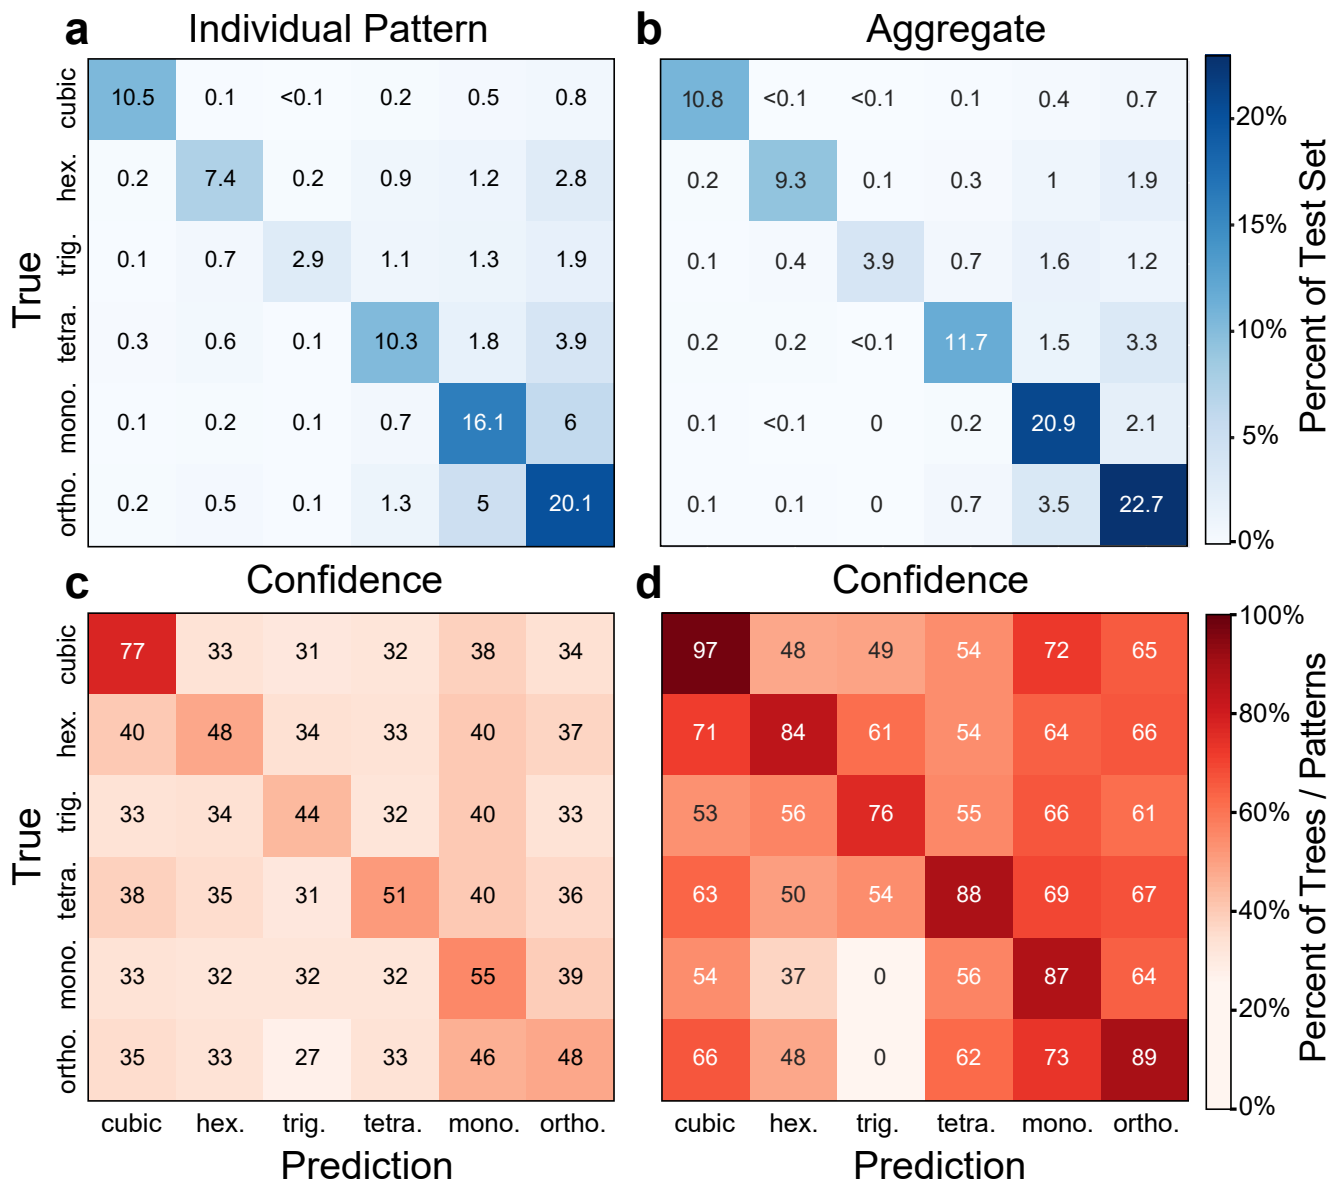 a Individual Pattern
b Aggregate
cubic 10.5 0.1 <0.1 0.2 0.5 0.8
hex. 0.2 7.4 0.2 0.9 1.2 2.8
trig. 0.1 0.7 2.9 1.1 1.3 1.9
tetra. 0.3 0.6 0.1 10.3 1.8 3.9
mono. 0.1 0.2 0.1 0.7 16.1 6
ortho. 0.2 0.5 0.1 1.3 5 20.1
True
10.8 <0.1 <0.1 0.1 0.4 0.7
0.2 9.3 0.1 0.3 1 1.9
0.1 0.4 3.9 0.7 1.6 1.2
0.2 0.2 <0.1 11.7 1.5 3.3
0.1 <0.1 0 0.2 20.9 2.1
0.1 0.1 0 0.7 3.5 22.7
20%
15%
10%
5%
0%
Percent of Test Set
c Confidence
d Confidence
cubic 77 33 31 32 38 34
hex. 40 48 34 33 40 37
trig. 33 34 44 32 40 33
tetra. 38 35 31 51 40 36
mono. 33 32 32 32 55 39
ortho. 35 33 27 33 46 48
True
cubic hex. trig. tetra. mono. ortho.
Prediction
97 48 49 54 72 65
71 84 61 54 64 66
53 56 76 55 66 61
63 50 54 88 69 67
54 37 0 56 87 64
66 48 0 62 73 89
cubic hex. trig. tetra. mono. ortho.
Prediction
100%
80%
60%
40%
20%
0%
Percent of Trees / Patterns